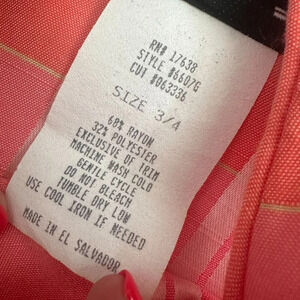 RN# 17638
STYLE #6607G
CUT #063336
SIZE 3/4
68% RAYON
32% POLYESTER
EXCLUSIVE OF TRIM
MACHINE WASH COLD
GENTLE CYCLE
DO NOT BLEACH
TUMBLE DRY LOW
USE COOL IRON IF NEEDED
MADE IN EL SALVADOR